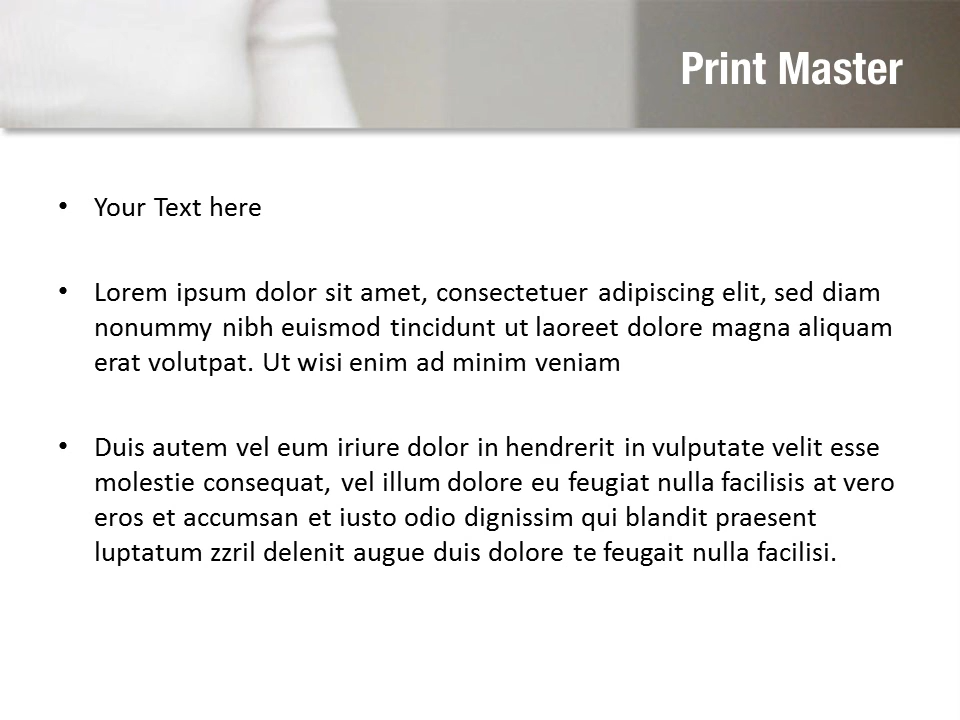 Print Master
• Your Text here
• Lorem ipsum dolor sit amet, consectetuer adipiscing elit, sed diam
nonummy nibh euismod tincidunt ut laoreet dolore magna aliquam
erat volutpat. Ut wisi enim ad minim veniam
• Duis autem vel eum iriure dolor in hendrerit in vulputate velit esse
molestie consequat, vel illum dolore eu feugiat nulla facilisis at vero
eros et accumsan et iusto odio dignissim qui blandit praesent
luptatum zzril delenit augue duis dolore te feugait nulla facilisi.